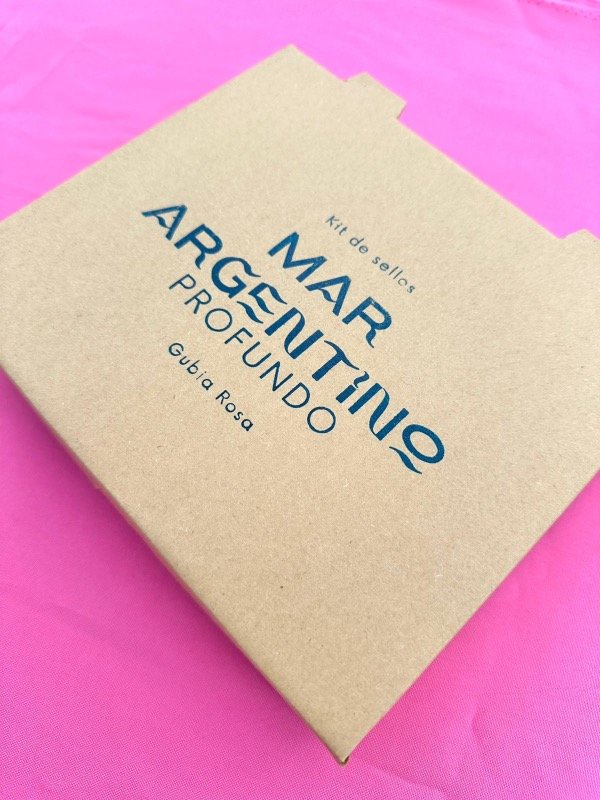 Kit de sellos
MAR
ARGENTINO
PROFUNDO
Gubia Rosa